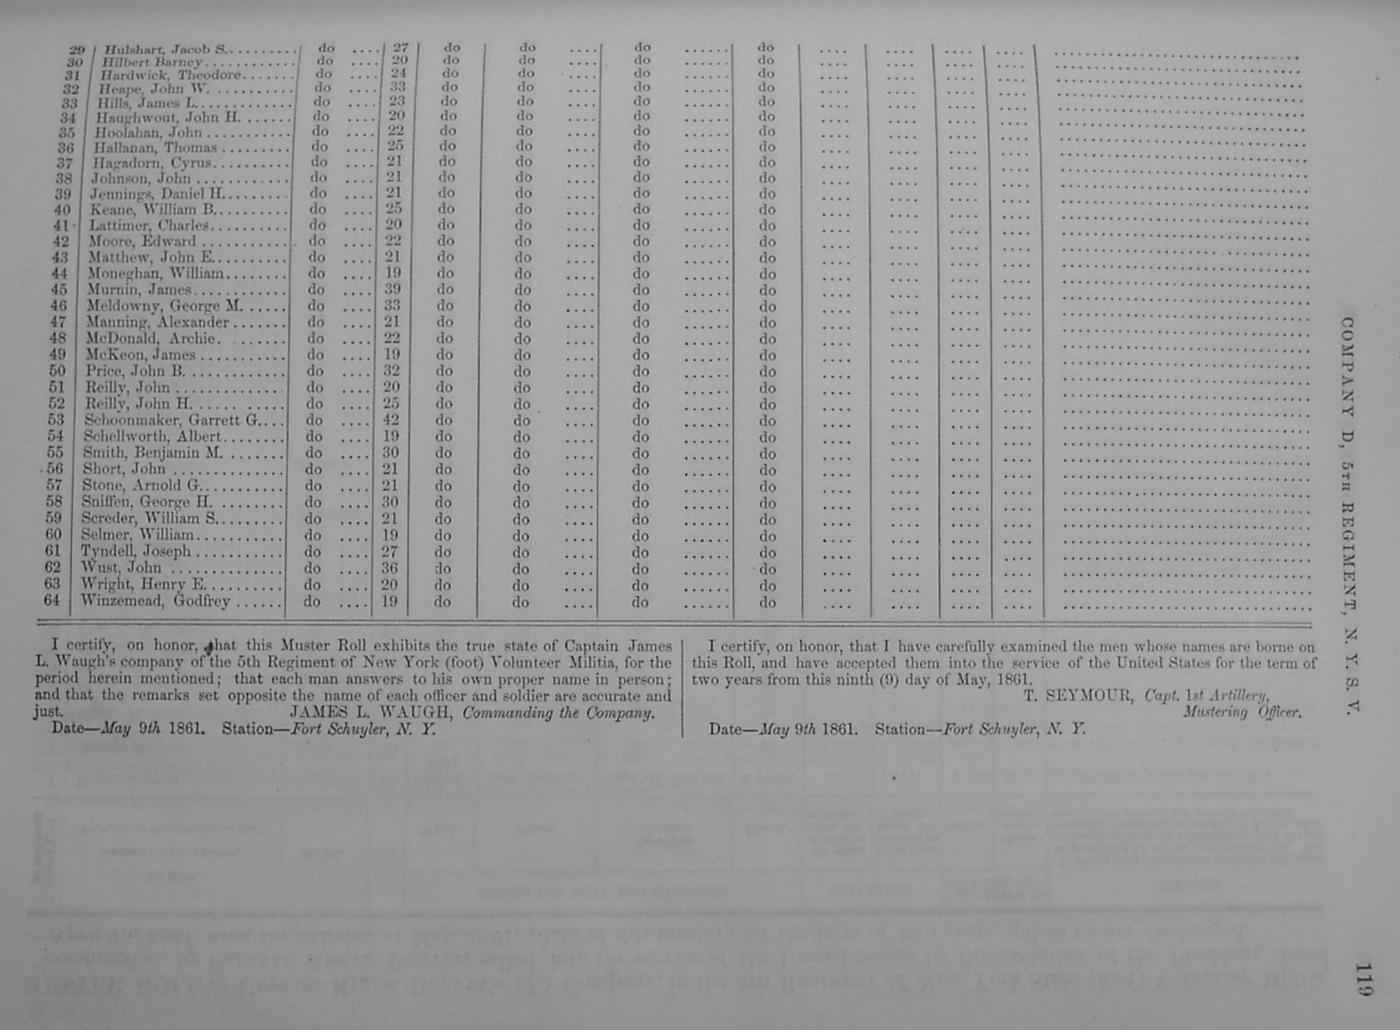 29 Hulshart, Jacob S. do 27 do do do do
30 Hilbert Barney do 20 do do do do
31 Hardwick, Theodore do 24 do do do do
32 Heape, John W. do 33 do do do do
33 Hills, James L. do 23 do do do do
34 Haughwout, John H. do 20 do do do do
35 Hoolahan, John do 22 do do do do
36 Hallanan, Thomas do 25 do do do do
37 Hagadorn, Cyrus do 21 do do do do
38 Johnson, John do 21 do do do do
39 Jennings, Daniel H. do 21 do do do do
40 Keane, William B. do 25 do do do do
41 Lattimer, Charles do 20 do do do do
42 Moore, Edward do 22 do do do do
43 Matthew, John E. do 21 do do do do
44 Moneghan, William do 19 do do do do
45 Murnin, James do 39 do do do do
46 Meldowny, George M. do 33 do do do do
47 Manning, Alexander do 21 do do do do
48 McDonald, Archie. do 22 do do do do
49 McKeon, James do 19 do do do do
50 Price, John B. do 32 do do do do
51 Reilly, John do 20 do do do do
52 Reilly, John H. do 25 do do do do
53 Schoonmaker, Garrett G. do 42 do do do do
54 Schellworth, Albert do 19 do do do do
55 Smith, Benjamin M. do 30 do do do do
56 Short, John do 21 do do do do
57 Stone, Arnold G. do 21 do do do do
58 Sniffen, George H. do 30 do do do do
59 Screder, William S. do 21 do do do do
60 Selmer, William do 19 do do do do
61 Tyndell, Joseph do 27 do do do do
62 Wust, John do 36 do do do do
63 Wright, Henry E. do 20 do do do do
64 Winzemead, Godfrey do 19 do do do do
I certify, on honor, that this Muster Roll exhibits the true state of Captain James
L. Waugh's company of the 5th Regiment of New York (foot) Volunteer Militia, for the
period herein mentioned; that each man answers to his own proper name in person;
and that the remarks set opposite the name of each officer and soldier are accurate and
just. JAMES L. WAUGH, Commanding the Company.
Date—May 9th 1861. Station—Fort Schuyler, N. Y.
I certify, on honor, that I have carefully examined the men whose names are borne on
this Roll, and have accepted them into the service of the United States for the term of
two years from this ninth (9) day of May, 1861.
T. SEYMOUR, Capt. 1st Artillery,
Mustering Officer.
Date—May 9th 1861. Station—Fort Schuyler, N. Y.
COMPANY D, 5TH REGIMENT, N. Y. S. V.
119